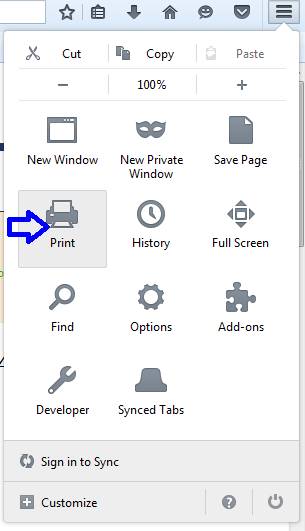 Cut Copy Paste
− 100% +
New Window New Private Window Save Page
Print History Full Screen
Find Options Add-ons
Developer Synced Tabs
Sign in to Sync
Customize ?